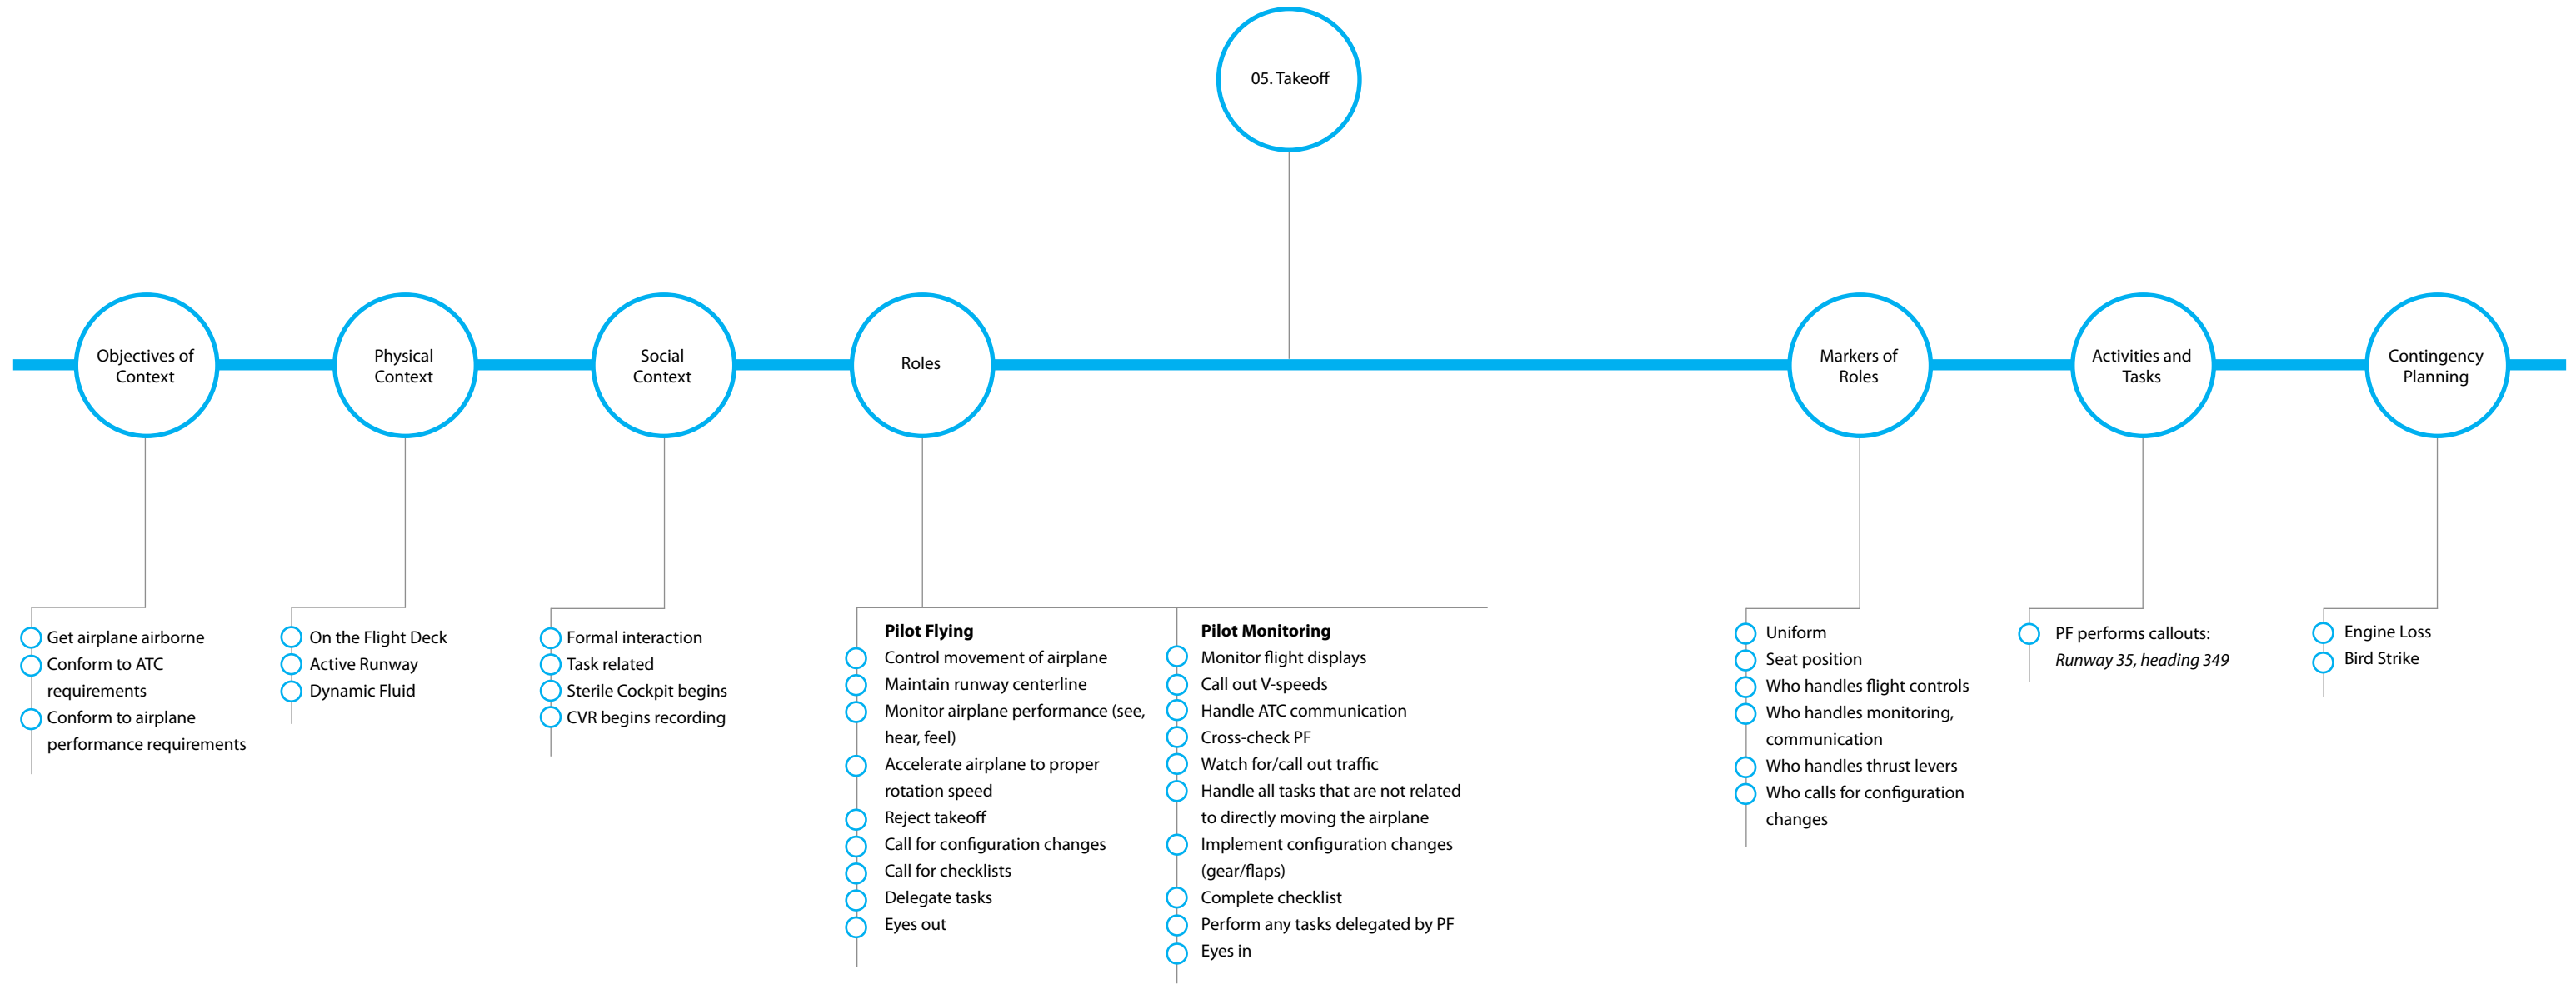 05. Takeoff
Objectives of
Context
Physical
Context
Social
Context
Roles
Markers of
Roles
Activities and
Tasks
Contingency
Planning
Get airplane airborne
Conform to ATC
requirements
Conform to airplane
performance requirements
On the Flight Deck
Active Runway
Dynamic Fluid
Formal interaction
Task related
Sterile Cockpit begins
CVR begins recording
Pilot Flying
Control movement of airplane
Maintain runway centerline
Monitor airplane performance (see,
hear, feel)
Accelerate airplane to proper
rotation speed
Reject takeoff
Call for configuration changes
Call for checklists
Delegate tasks
Eyes out
Pilot Monitoring
Monitor flight displays
Call out V-speeds
Handle ATC communication
Cross-check PF
Watch for/call out traffic
Handle all tasks that are not related
to directly moving the airplane
Implement configuration changes
(gear/flaps)
Complete checklist
Perform any tasks delegated by PF
Eyes in
Uniform
Seat position
Who handles flight controls
Who handles monitoring,
communication
Who handles thrust levers
Who calls for configuration
changes
PF performs callouts:
Runway 35, heading 349
Engine Loss
Bird Strike